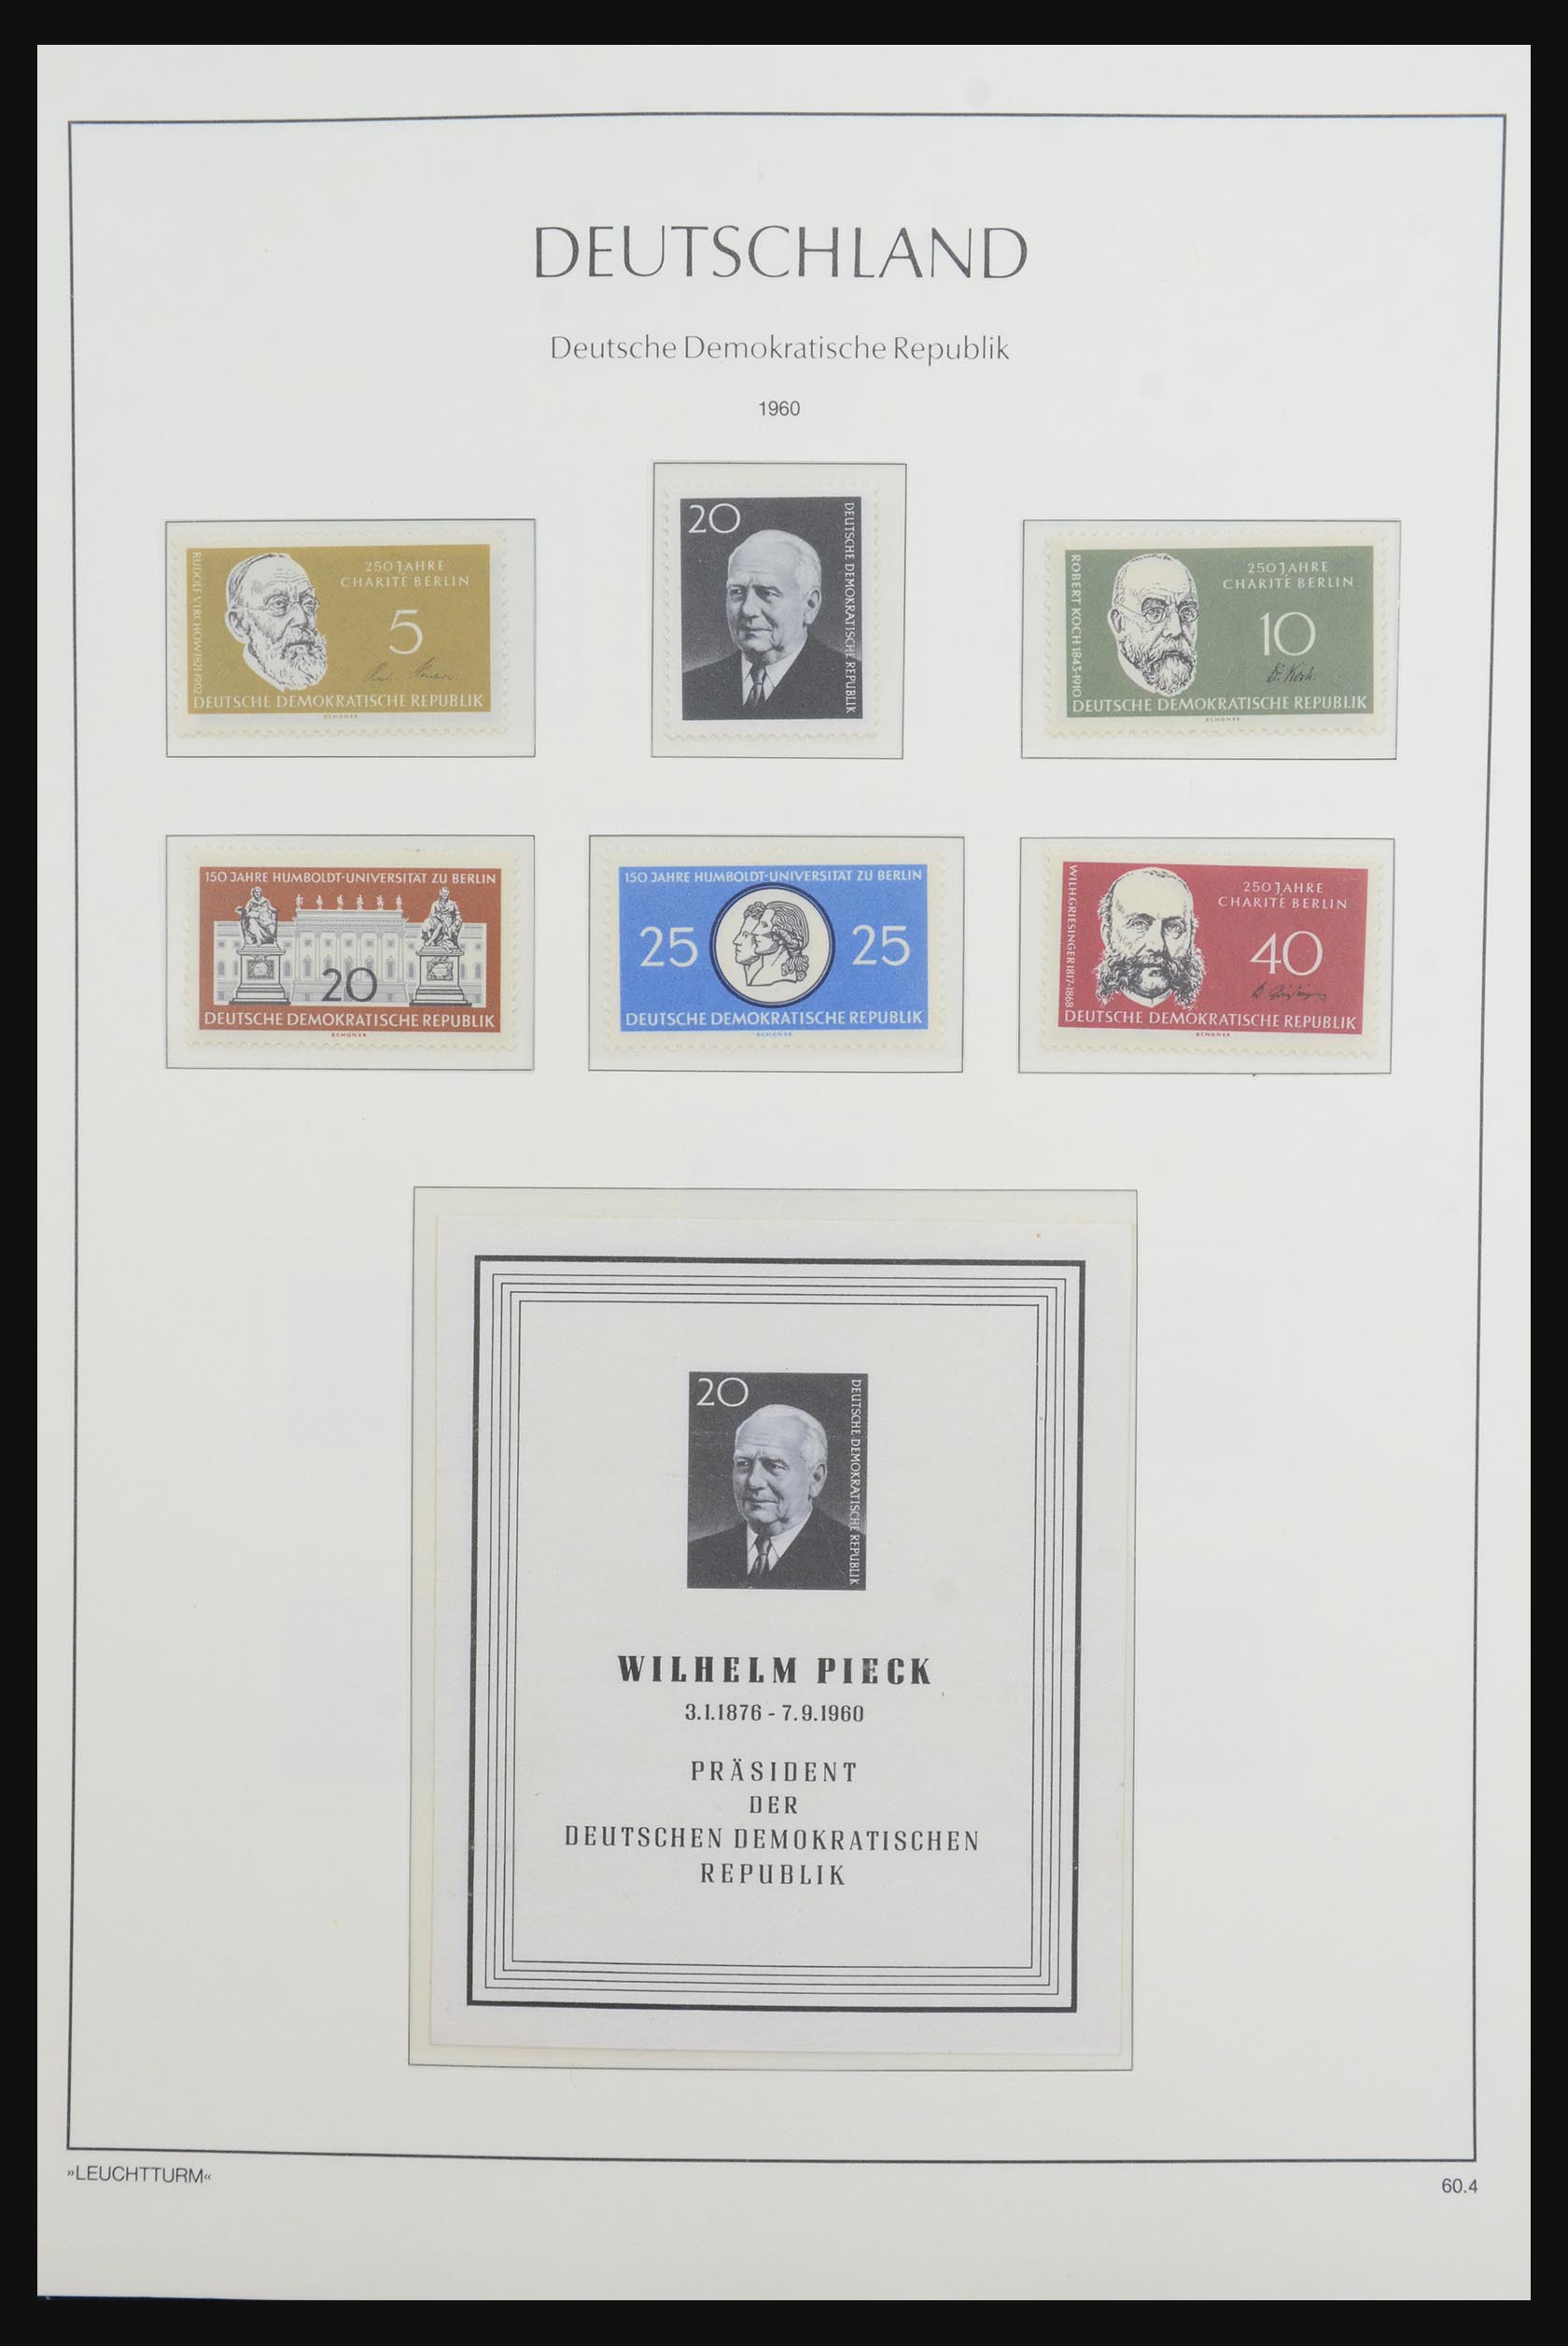 DEUTSCHLAND
Deutsche Demokratische Republik
1960
RUDOLF VIRCHOW 1821-1902
250 JAHRE
CHARITE BERLIN
5
DEUTSCHE DEMOKRATISCHE REPUBLIK
20
DEUTSCHE DEMOKRATISCHE REPUBLIK
ROBERT KOCH 1843-1910
250 JAHRE
CHARITE BERLIN
10
Koch
DEUTSCHE DEMOKRATISCHE REPUBLIK
150 JAHRE HUMBOLDT-UNIVERSITÄT ZU BERLIN
20
DEUTSCHE DEMOKRATISCHE REPUBLIK
150 JAHRE HUMBOLDT-UNIVERSITÄT ZU BERLIN
25 25
DEUTSCHE DEMOKRATISCHE REPUBLIK
WILH. GRIESINGER 1817-1868
250 JAHRE
CHARITE BERLIN
40
DEUTSCHE DEMOKRATISCHE REPUBLIK
20
DEUTSCHE DEMOKRATISCHE REPUBLIK
WILHELM PIECK
3.1.1876 - 7.9.1960
PRÄSIDENT
DER
DEUTSCHEN DEMOKRATISCHEN
REPUBLIK
»LEUCHTTURM«
60.4